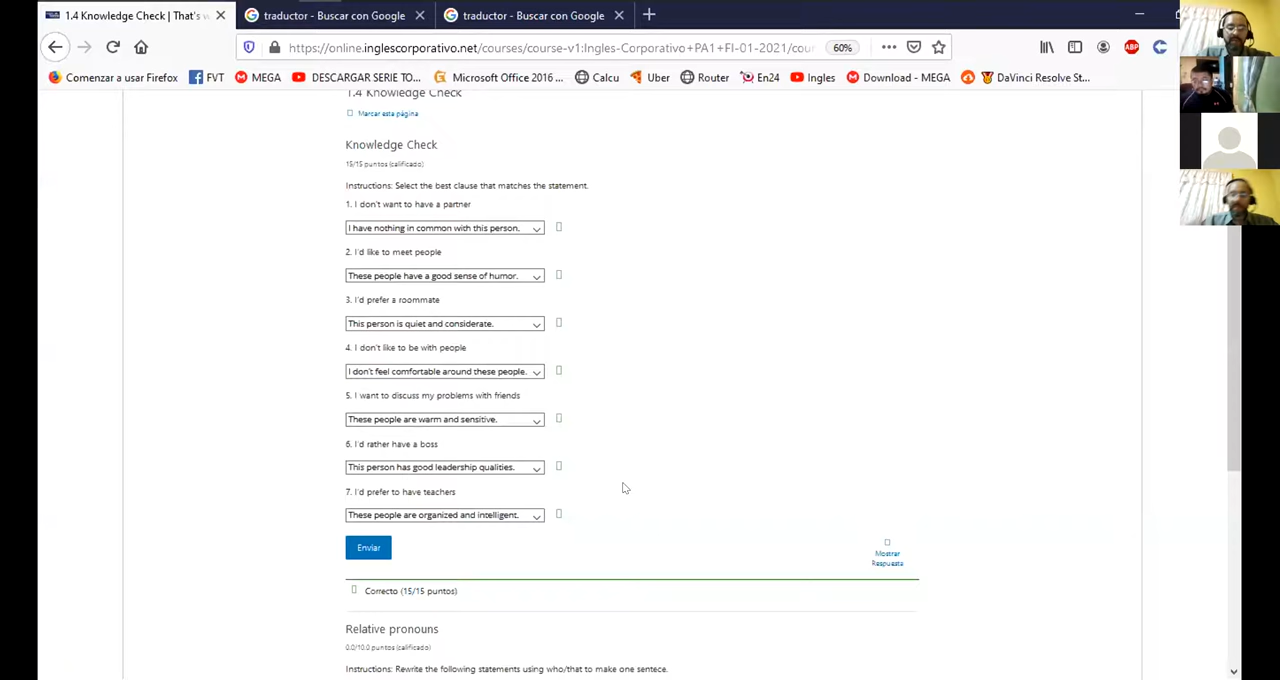 1.4 Knowledge Check | That's w
traductor - Buscar con Google
traductor - Buscar con Google
https://online.inglescorporativo.net/courses/course-v1:Ingles-Corporativo+PA1+FI-01-2021/cou
60%
ABP
Comenzar a usar Firefox
FVT
MEGA
DESCARGAR SERIE TO...
Microsoft Office 2016 ...
Calcu
Uber
Router
En24
Ingles
Download - MEGA
DaVinci Resolve St...
1.4 Knowledge Check
Marcar esta página
Knowledge Check
15/15 puntos (calificado)
Instructions: Select the best clause that matches the statement.
1. I don't want to have a partner
I have nothing in common with this person.
2. I'd like to meet people
These people have a good sense of humor.
3. I'd prefer a roommate
This person is quiet and considerate.
4. I don't like to be with people
I don't feel comfortable around these people.
5. I want to discuss my problems with friends
These people are warm and sensitive.
6. I'd rather have a boss
This person has good leadership qualities.
7. I'd prefer to have teachers
These people are organized and intelligent.
Enviar
Mostrar
Respuesta
Correcto (15/15 puntos)
Relative pronouns
0.0/10.0 puntos (calificado)
Instructions: Rewrite the following statements using who/that to make one sentece.